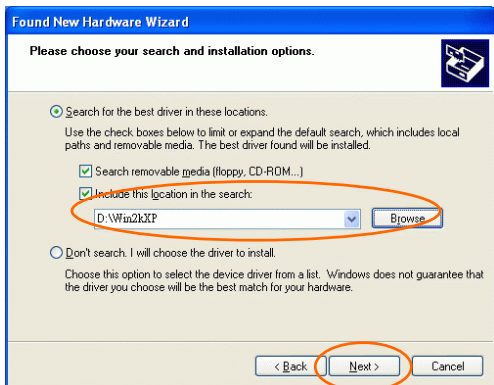 Found New Hardware Wizard
Please choose your search and installation options.
Search for the best driver in these locations.
Use the check boxes below to limit or expand the default search, which includes local
paths and removable media. The best driver found will be installed.
Search removable media (floppy, CD-ROM...)
Include this location in the search:
D:\Win2kXP
Browse
Don't search. I will choose the driver to install.
Choose this option to select the device driver from a list. Windows does not guarantee that
the driver you choose will be the best match for your hardware.
< Back Next > Cancel